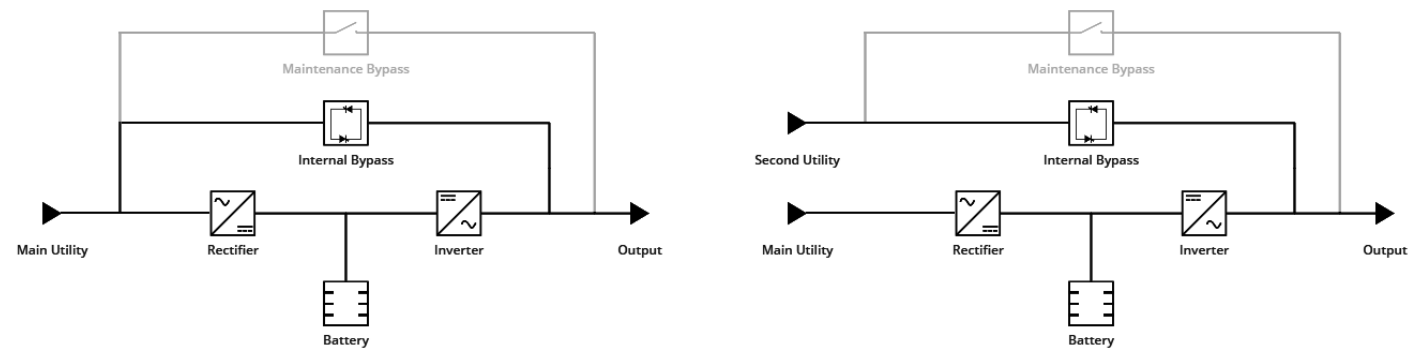 Maintenance Bypass
Internal Bypass
Main Utility
Rectifier
Inverter
Output
Battery
Maintenance Bypass
Second Utility
Internal Bypass
Main Utility
Rectifier
Inverter
Output
Battery